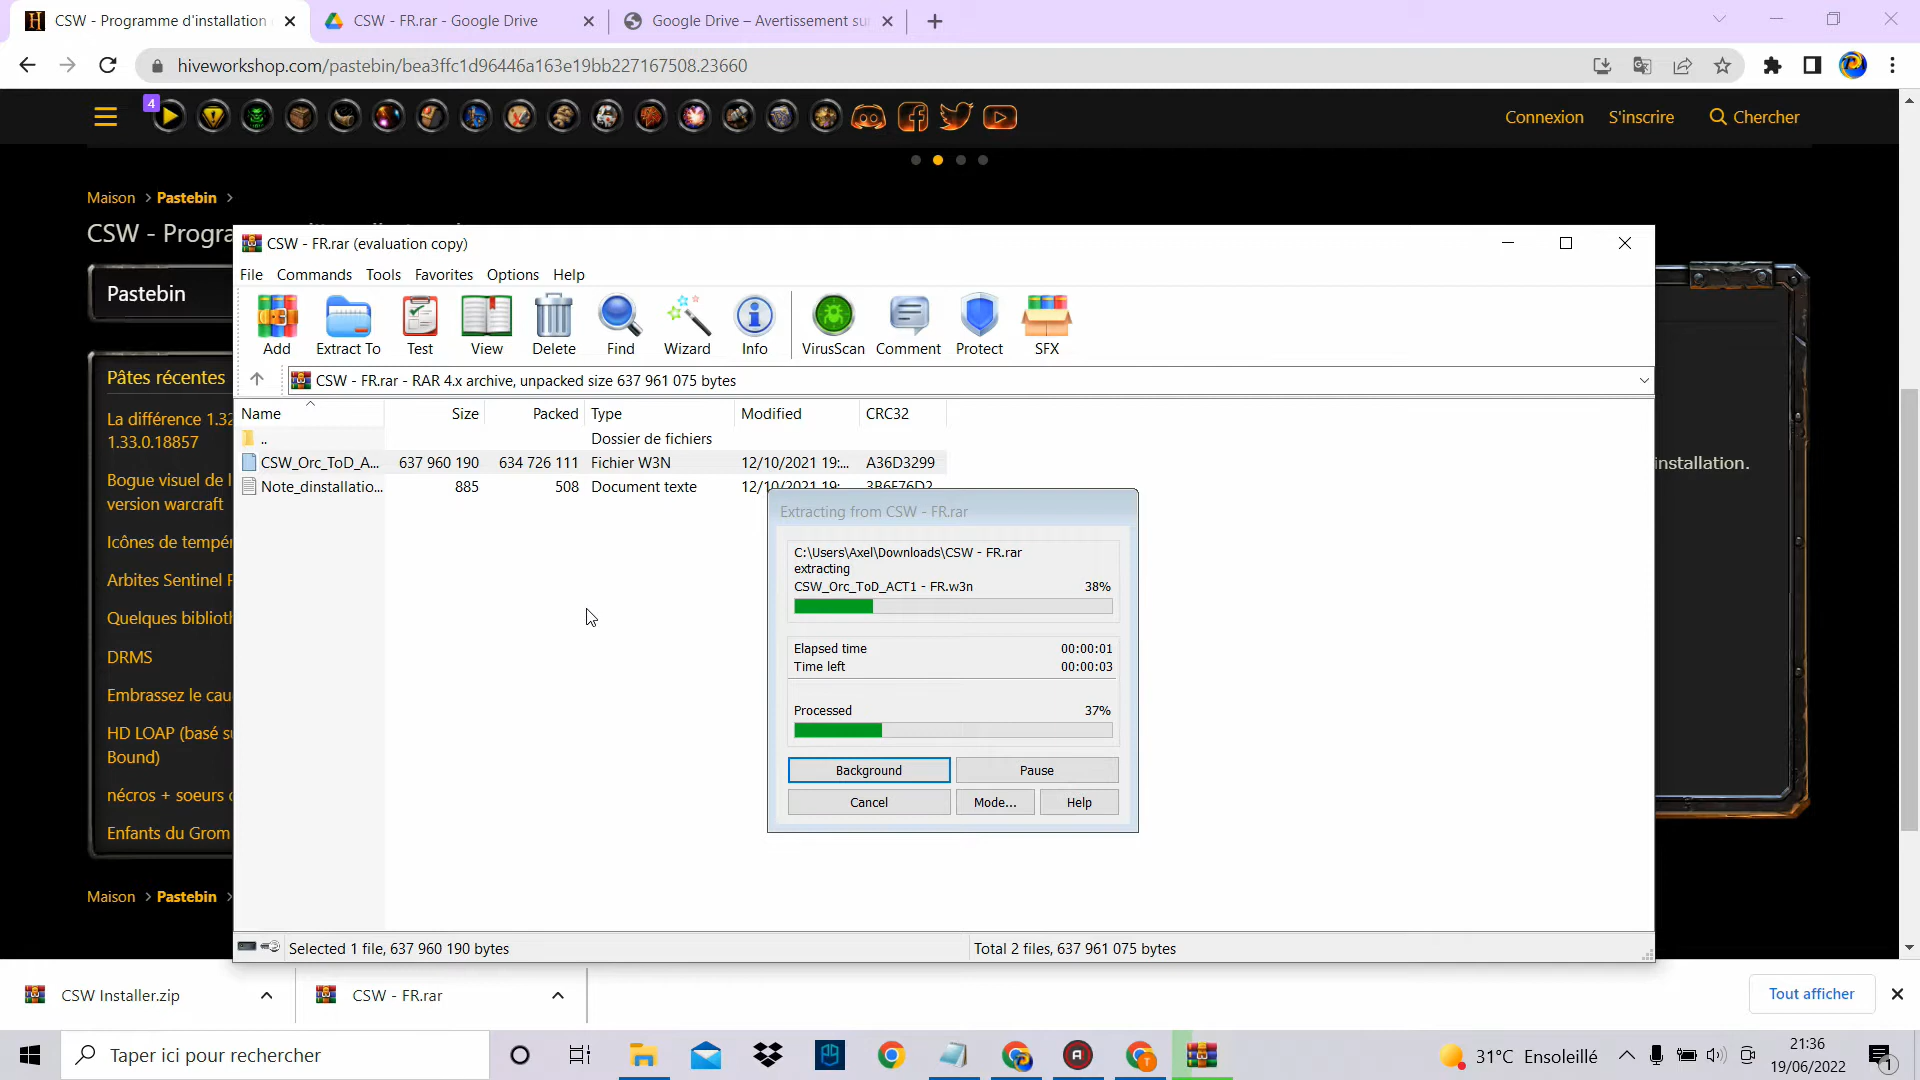 CSW - Programme d'installation
CSW - FR.rar - Google Drive
Google Drive – Avertissement sur
hiveworkshop.com/pastebin/bea3ffc1d96446a163e19bb227167508.23660
4
Connexion
S'inscrire
Chercher
Maison
Pastebin
CSW - Progra
Pastebin
Pâtes récentes
La différence 1.32
1.33.0.18857
Bogue visuel de l
version warcraft
Icônes de tempér
Arbites Sentinel F
Quelques biblioth
DRMS
Embrassez le cau
HD LOAP (basé su
Bound)
nécros + soeurs
Enfants du Grom
Maison
Pastebin
installation.
CSW - FR.rar (evaluation copy)
File
Commands
Tools
Favorites
Options
Help
Add
Extract To
Test
View
Delete
Find
Wizard
Info
VirusScan
Comment
Protect
SFX
CSW - FR.rar - RAR 4.x archive, unpacked size 637 961 075 bytes
Name
Size
Packed
Type
Modified
CRC32
..
Dossier de fichiers
CSW_Orc_ToD_A...
637 960 190
634 726 111
Fichier W3N
12/10/2021 19:...
A36D3299
Note_dinstallatio...
885
508
Document texte
12/10/2021 19:...
3B6F76D2
Extracting from CSW - FR.rar
C:\Users\Axel\Downloads\CSW - FR.rar
extracting
CSW_Orc_ToD_ACT1 - FR.w3n
38%
Elapsed time
00:00:01
Time left
00:00:03
Processed
37%
Background
Pause
Cancel
Mode...
Help
Selected 1 file, 637 960 190 bytes
Total 2 files, 637 961 075 bytes
CSW Installer.zip
CSW - FR.rar
Tout afficher
Taper ici pour rechercher
31°C Ensoleillé
21:36
19/06/2022
1